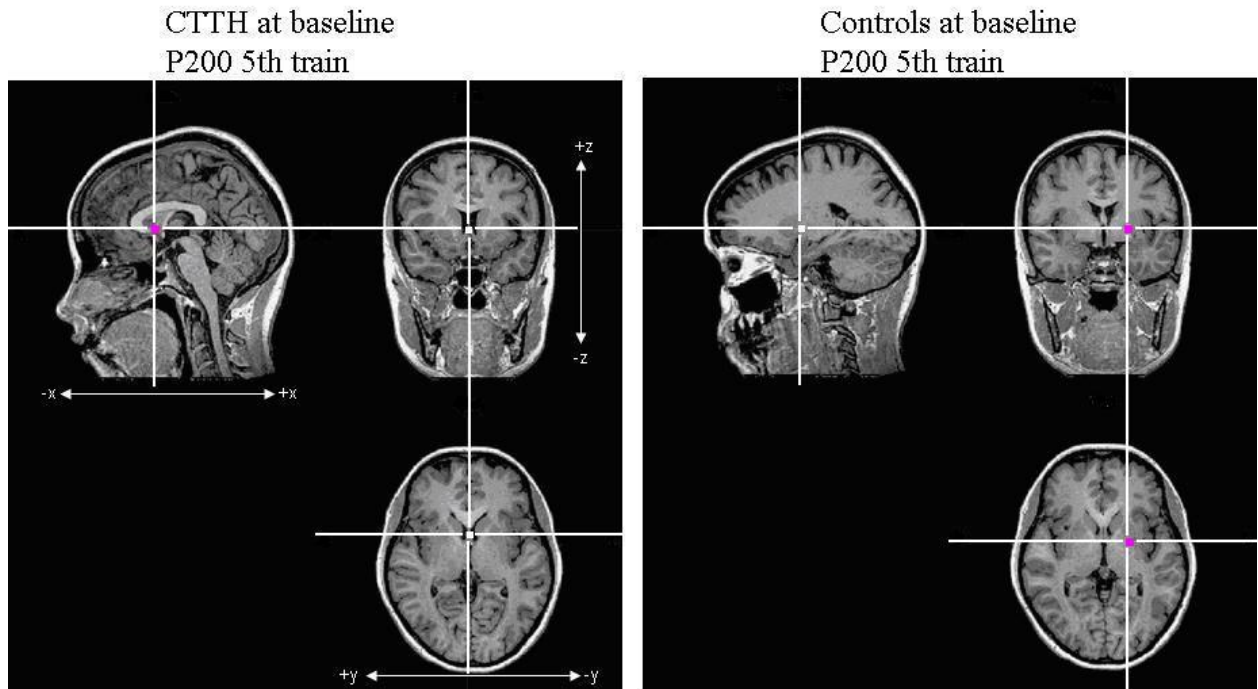 CTTH at baseline
P200 5th train
Controls at baseline
P200 5th train
+z
-z
-x
+x
+y
-y